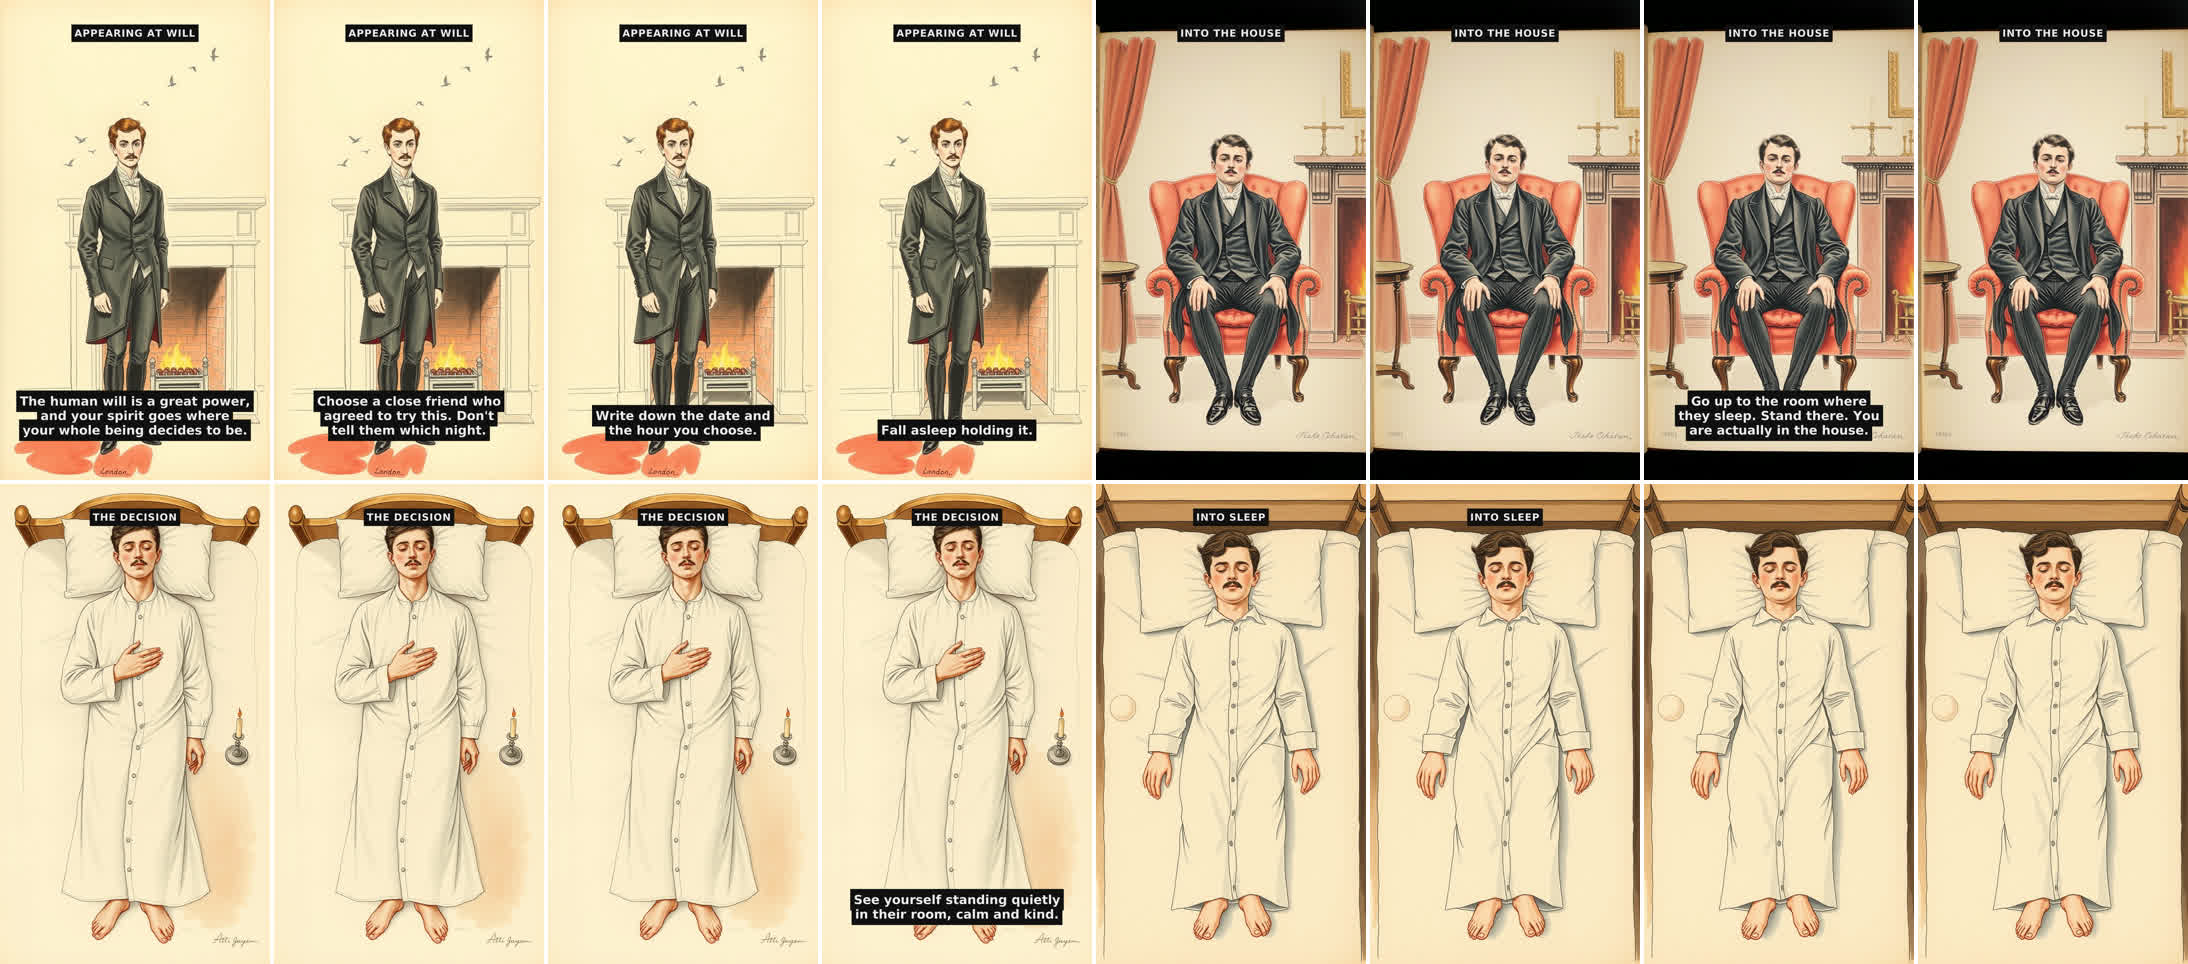 APPEARING AT WILL
The human will is a great power,
and your spirit goes where
your whole being decides to be.
London
APPEARING AT WILL
Choose a close friend who
agreed to try this. Don't
tell them which night.
London
APPEARING AT WILL
Write down the date and
the hour you choose.
London
APPEARING AT WILL
Fall asleep holding it.
London
INTO THE HOUSE
INTO THE HOUSE
INTO THE HOUSE
Go up to the room where
they sleep. Stand there. You
are actually in the house.
INTO THE HOUSE
THE DECISION
THE DECISION
THE DECISION
THE DECISION
See yourself standing quietly
in their room, calm and kind.
INTO SLEEP
INTO SLEEP